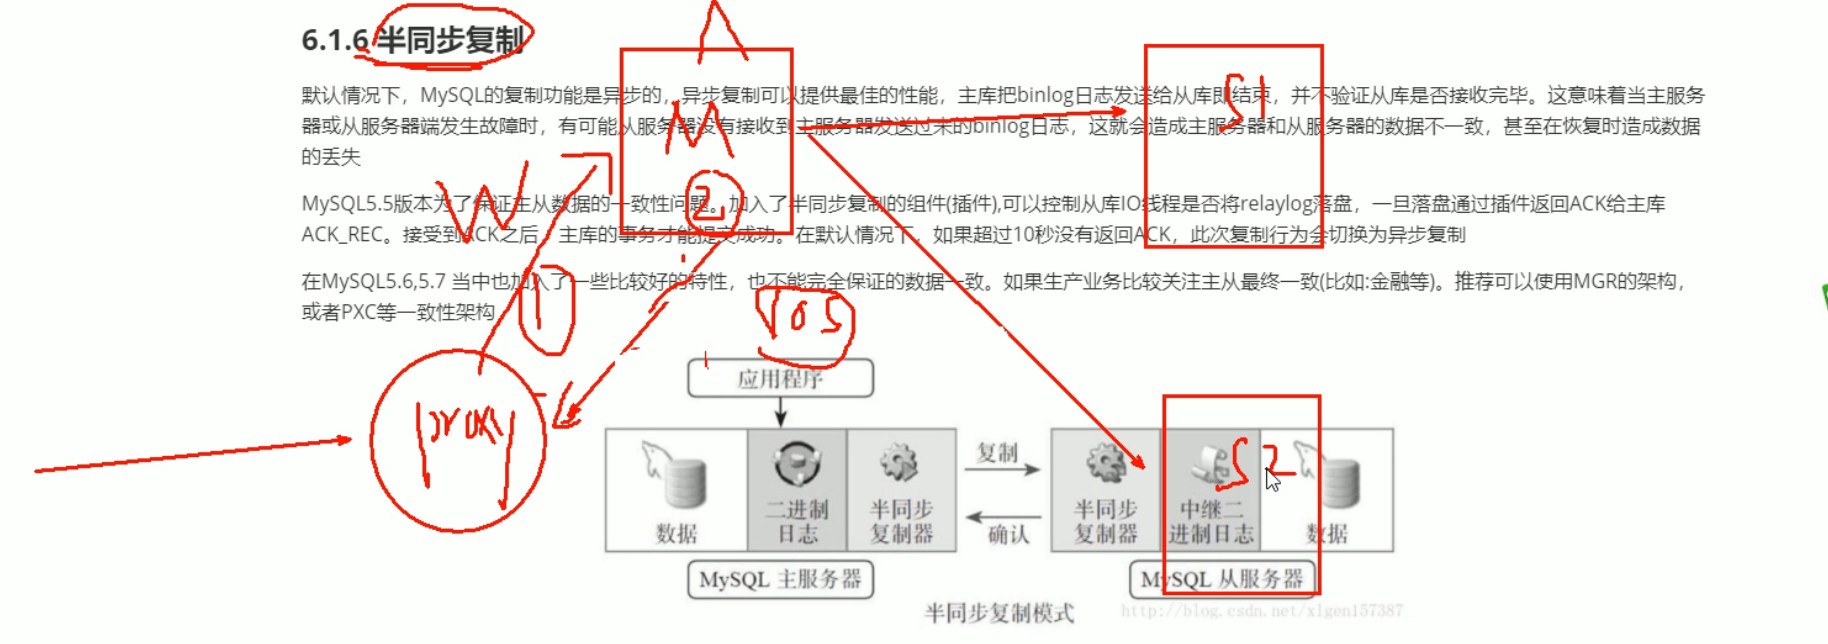 6.1.6 半同步复制
默认情况下，MySQL的复制功能是异步的，异步复制可以提供最佳的性能，主库把binlog日志发送给从库即结束，并不验证从库是否接收完毕。这意味着当主服务
器或从服务器端发生故障时，有可能从服务器没有接收到主服务器发送过来的binlog日志，这就会造成主服务器和从服务器的数据不一致，甚至在恢复时造成数据
的丢失
MySQL5.5版本为了保证主从数据的一致性问题。加入了半同步复制的组件(插件),可以控制从库IO线程是否将relaylog落盘，一旦落盘通过插件返回ACK给主库
ACK_REC。接受到ACK之后，主库的事务才能提交成功。在默认情况下，如果超过10秒没有返回ACK，此次复制行为会切换为异步复制
在MySQL5.6,5.7 当中也加入了一些比较好的特性，也不能完全保证的数据一致。如果生产业务比较关注主从最终一致(比如:金融等)。推荐可以使用MGR的架构，
或者PXC等一致性架构
M
S1
2
W
1
10S
proxy
S2
应用程序
数据
二进制
日志
半同步
复制器
复制
确认
半同步
复制器
中继二
进制日志
数据
MySQL 主服务器
MySQL 从服务器
半同步复制模式
http://blog.csdn.net/xlgen157387